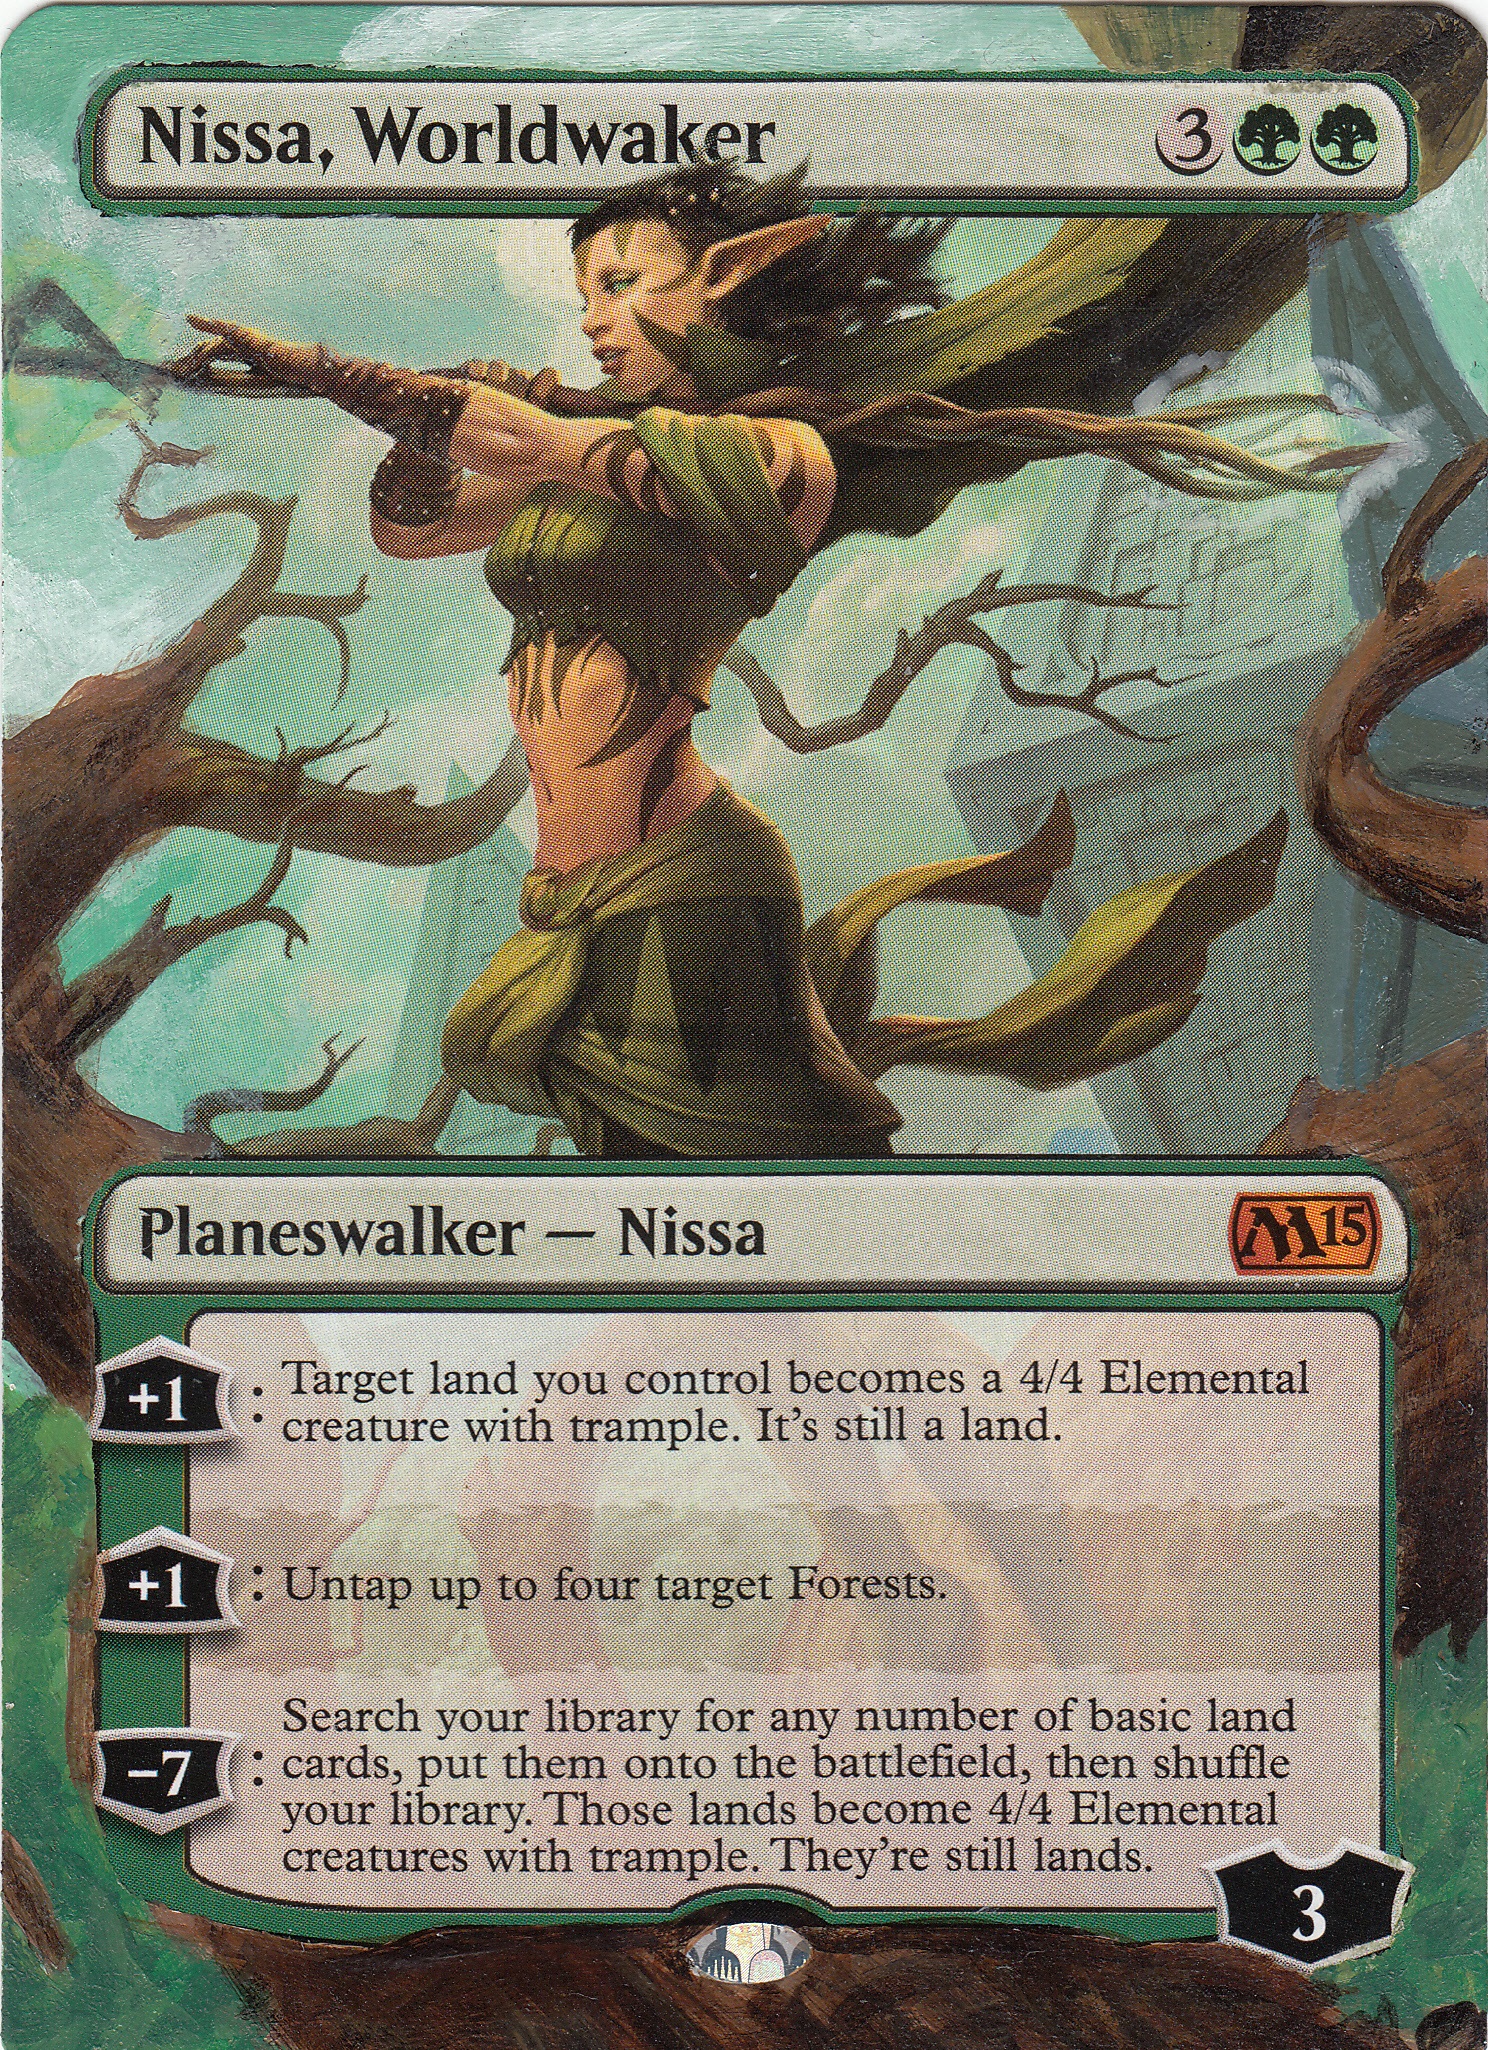 Nissa, Worldwaker 3
Planeswalker — Nissa M15
+1 : Target land you control becomes a 4/4 Elemental
creature with trample. It's still a land.
+1 : Untap up to four target Forests.
Search your library for any number of basic land
−7 : cards, put them onto the battlefield, then shuffle
your library. Those lands become 4/4 Elemental
creatures with trample. They're still lands.
3